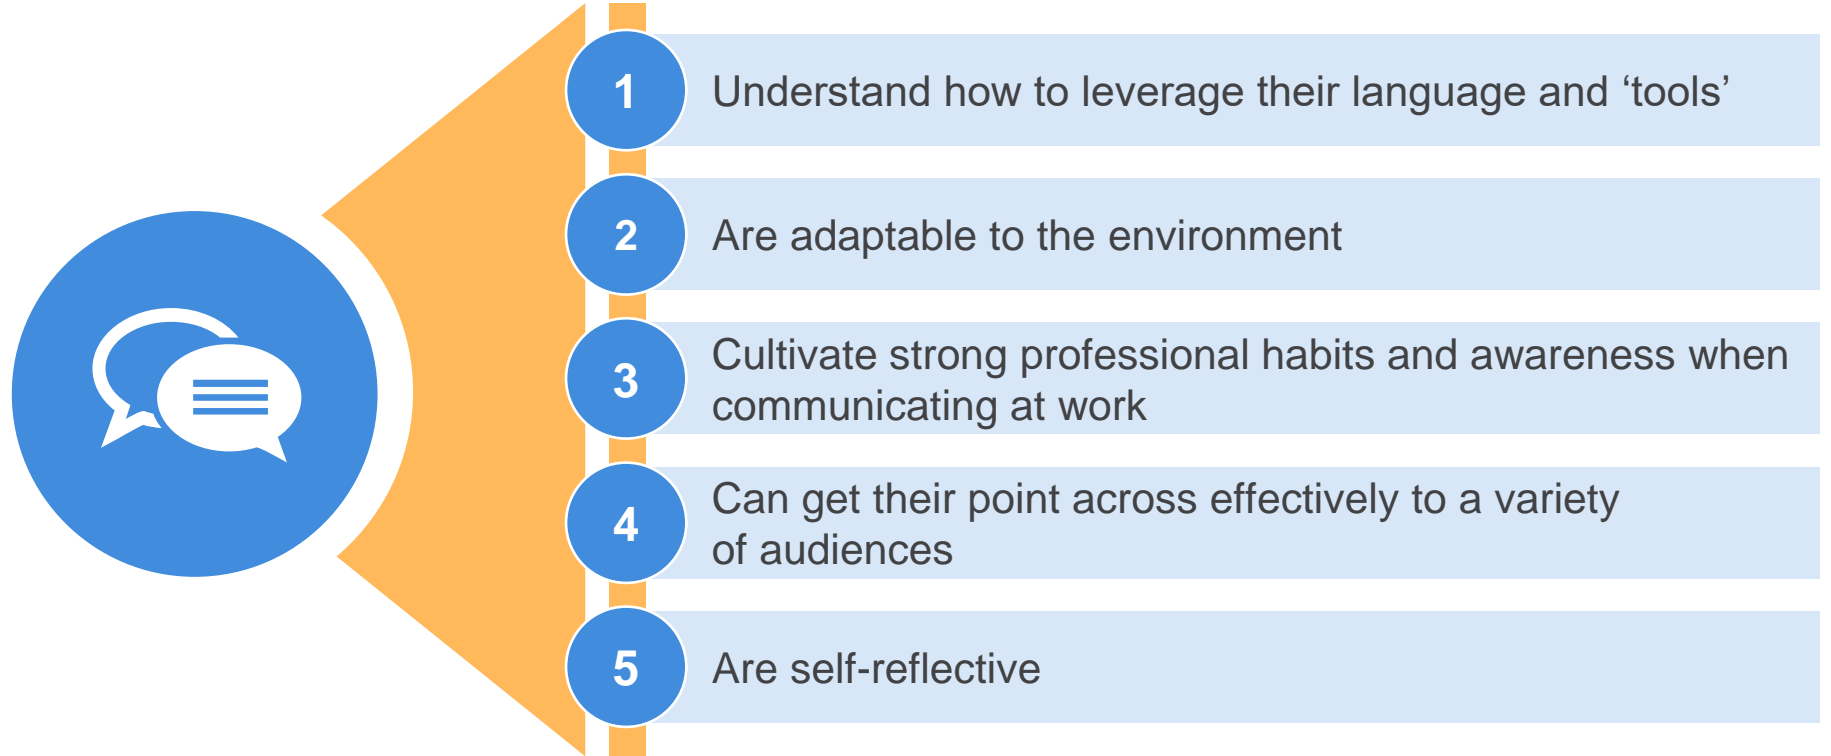 1
Understand how to leverage their language and ‘tools’
2
Are adaptable to the environment
3
Cultivate strong professional habits and awareness when
communicating at work
4
Can get their point across effectively to a variety
of audiences
5
Are self-reflective